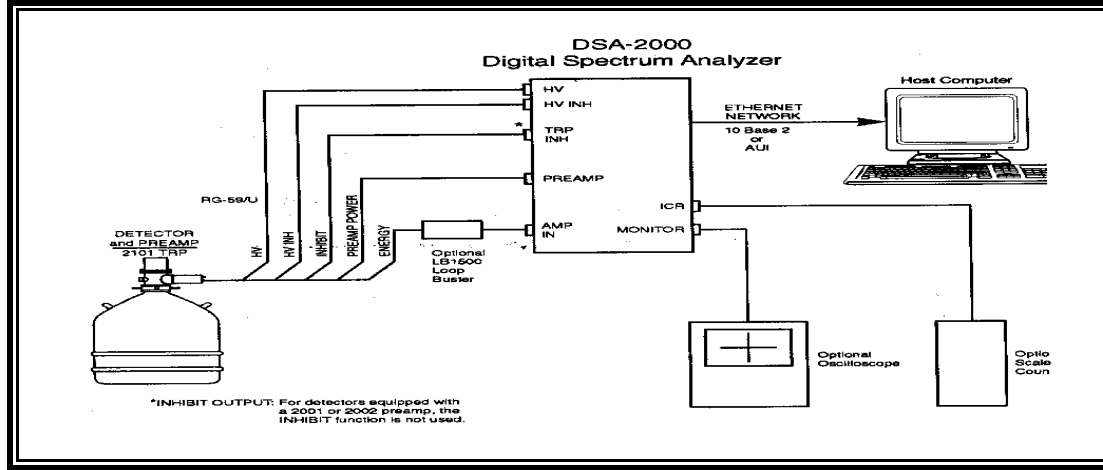 DSA-2000
Digital Spectrum Analyzer
HV
HV INH
* TRP
INH
PREAMP
AMP
IN
ICR
MONITOR
ETHERNET
NETWORK
10 Base 2
or
AUI
Host Computer
RG-59/U
DETECTOR
and PREAMP
2101 TRP
HV
HV INH
INHIBIT
PREAMP POWER
ENERGY
Optional
LB1500
Loop
Buster
Optional
Oscilloscope
Optio
Scale
Coun
*INHIBIT OUTPUT: For detectors equipped with
a 2001 or 2002 preamp, the
INHIBIT function is not used.